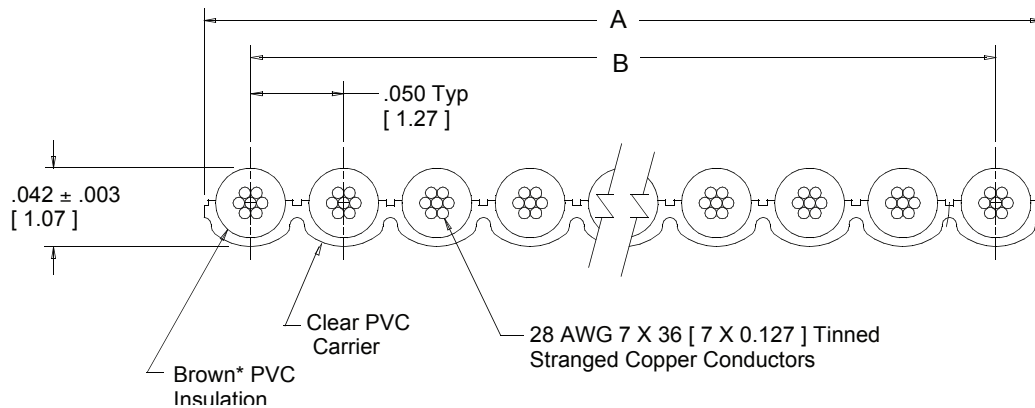 A
B
.050 Typ
[ 1.27 ]
.042 ± .003
[ 1.07 ]
Clear PVC
Carrier
28 AWG 7 X 36 [ 7 X 0.127 ] Tinned
Stranged Copper Conductors
Brown* PVC
Insulation